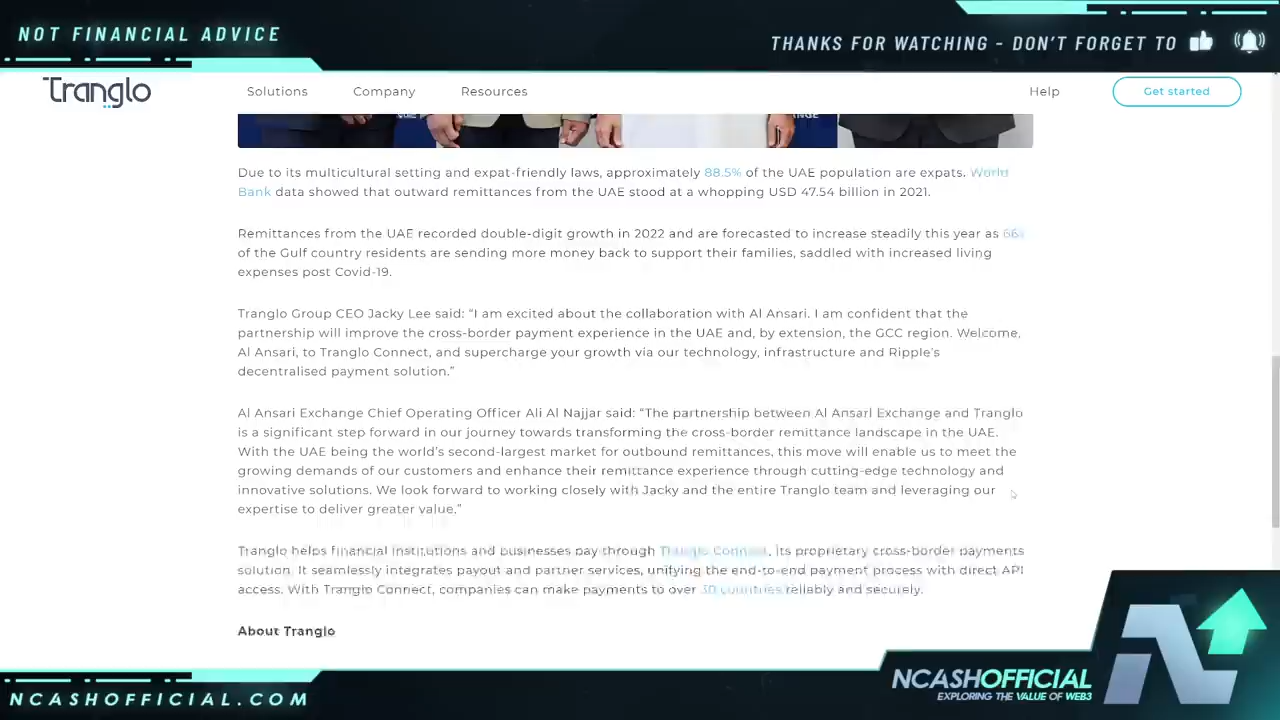 NOT FINANCIAL ADVICE
THANKS FOR WATCHING - DON'T FORGET TO
Tranglo
Solutions
Company
Resources
Help
Get started
Due to its multicultural setting and expat-friendly laws, approximately 88.5% of the UAE population are expats. World
Bank data showed that outward remittances from the UAE stood at a whopping USD 47.54 billion in 2021.
Remittances from the UAE recorded double-digit growth in 2022 and are forecasted to increase steadily this year as
of the Gulf country residents are sending more money back to support their families, saddled with increased living
expenses post Covid-19.
Tranglo Group CEO Jacky Lee said: “I am excited about the collaboration with Al Ansari. I am confident that the
partnership will improve the cross-border payment experience in the UAE and, by extension, the GCC region. Welcome,
Al Ansari, to Tranglo Connect, and supercharge your growth via our technology, infrastructure and Ripple’s
decentralised payment solution.”
Al Ansari Exchange Chief Operating Officer Ali Al Najjar said: “The partnership between Al Ansari Exchange and Tranglo
is a significant step forward in our journey towards transforming the cross-border remittance landscape in the UAE.
With the UAE being the world’s second-largest market for outbound remittances, this move will enable us to meet the
growing demands of our customers and enhance their remittance experience through cutting-edge technology and
innovative solutions. We look forward to working closely with Jacky and the entire Tranglo team and leveraging our
expertise to deliver greater value.”
Tranglo helps financial institutions and businesses pay through Tranglo Connect, its proprietary cross-border payments
solution. It seamlessly integrates payout and partner services, unifying the end-to-end payment process with direct API
access. With Tranglo Connect, companies can make payments to over 30 countries reliably and securely.
About Tranglo
NCASHOFFICIAL
EXPLORING THE VALUE OF WEB3
NCASHOFFICIAL.COM